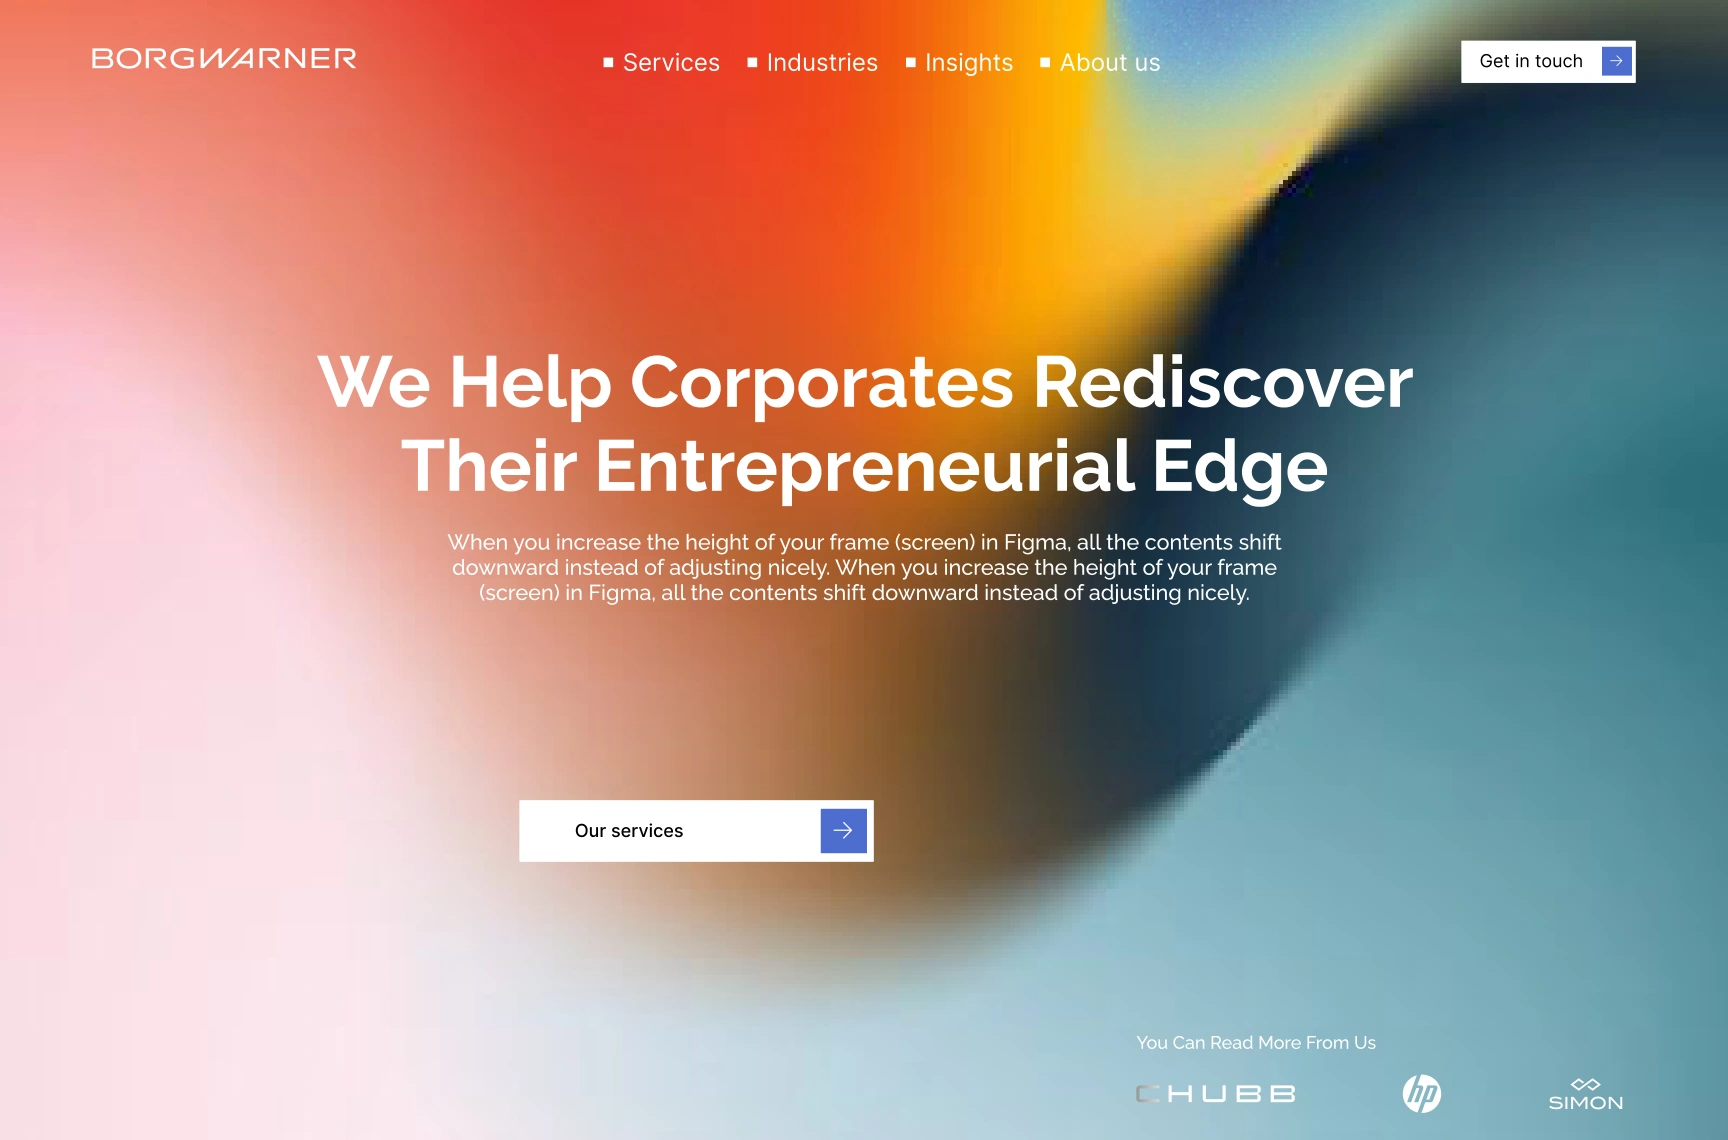 BORGWARNER
Services
Industries
Insights
About us
Get in touch
We Help Corporates Rediscover
Their Entrepreneurial Edge
When you increase the height of your frame (screen) in Figma, all the contents shift
downward instead of adjusting nicely. When you increase the height of your frame
(screen) in Figma, all the contents shift downward instead of adjusting nicely.
Our services
You Can Read More From Us
CHUBB
hp
SIMON